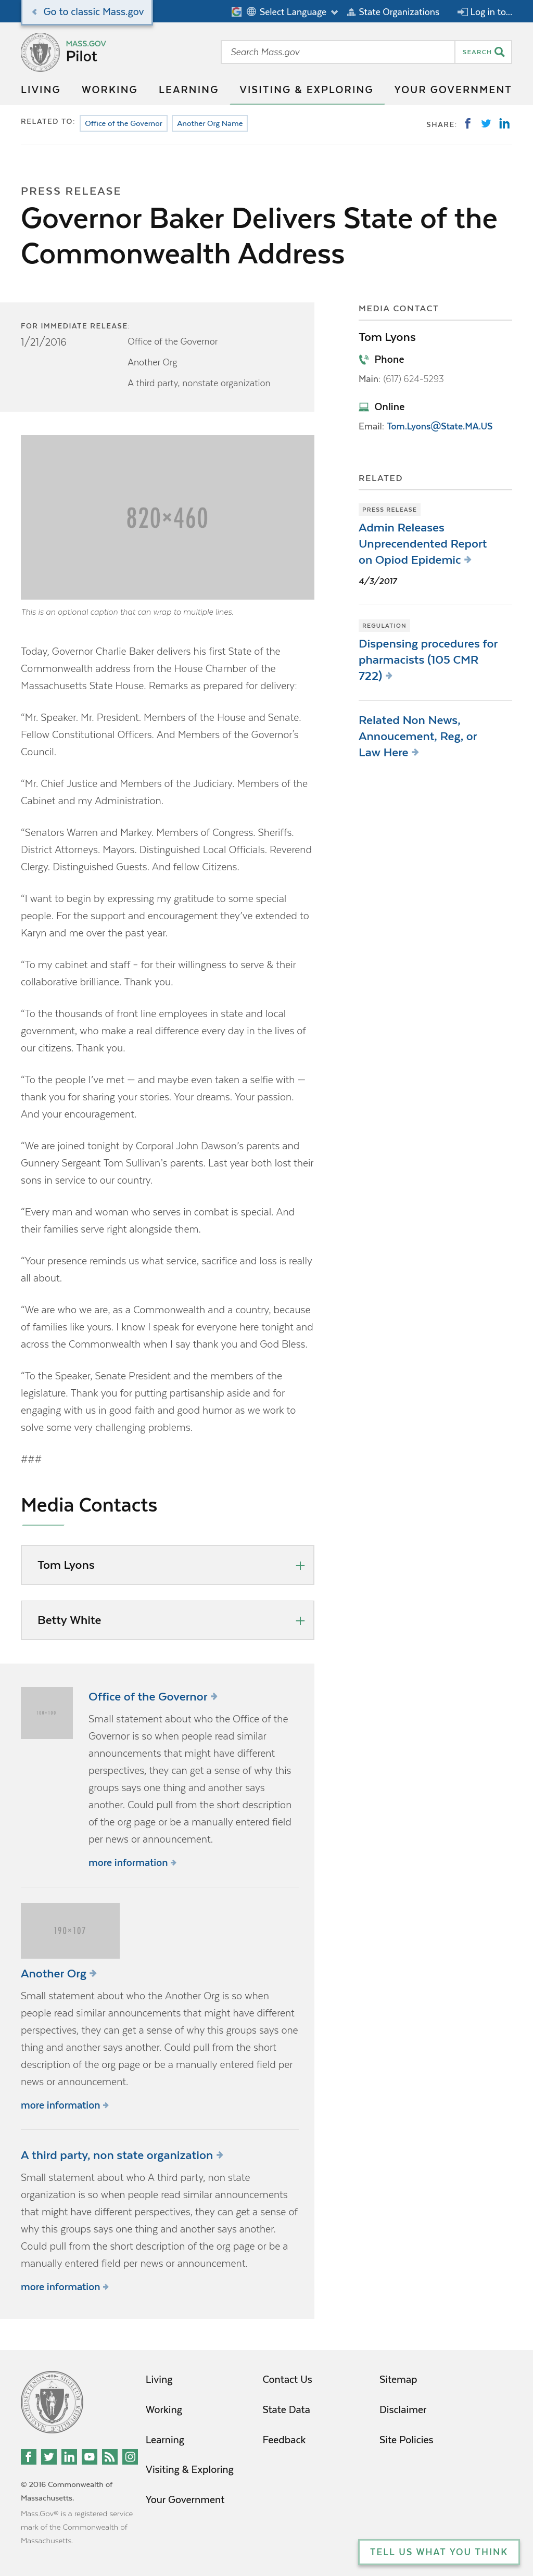 Go to classic Mass.gov
Select Language
State Organizations
Log in to...
MASS.GOV
Pilot
Search Mass.gov
SEARCH
LIVING
WORKING
LEARNING
VISITING & EXPLORING
YOUR GOVERNMENT
RELATED TO:
Office of the Governor
Another Org Name
SHARE:
PRESS RELEASE
Governor Baker Delivers State of the
Commonwealth Address
FOR IMMEDIATE RELEASE:
1/21/2016
Office of the Governor
Another Org
A third party, nonstate organization
820×460
This is an optional caption that can wrap to multiple lines.
Today, Governor Charlie Baker delivers his first State of the
Commonwealth address from the House Chamber of the
Massachusetts State House. Remarks as prepared for delivery:
“Mr. Speaker. Mr. President. Members of the House and Senate.
Fellow Constitutional Officers. And Members of the Governor's
Council.
“Mr. Chief Justice and Members of the Judiciary. Members of the
Cabinet and my Administration.
“Senators Warren and Markey. Members of Congress. Sheriffs.
District Attorneys. Mayors. Distinguished Local Officials. Reverend
Clergy. Distinguished Guests. And fellow Citizens.
“I want to begin by expressing my gratitude to some special
people. For the support and encouragement they’ve extended to
Karyn and me over the past year.
“To my cabinet and staff – for their willingness to serve & their
collaborative brilliance. Thank you.
“To the thousands of front line employees in state and local
government, who make a real difference every day in the lives of
our citizens. Thank you.
“To the people I’ve met — and maybe even taken a selfie with —
thank you for sharing your stories. Your dreams. Your passion.
And your encouragement.
“We are joined tonight by Corporal John Dawson’s parents and
Gunnery Sergeant Tom Sullivan’s parents. Last year both lost their
sons in service to our country.
“Every man and woman who serves in combat is special. And
their families serve right alongside them.
“Your presence reminds us what service, sacrifice and loss is really
all about.
“We are who we are, as a Commonwealth and a country, because
of families like yours. I know I speak for everyone here tonight and
across the Commonwealth when I say thank you and God Bless.
“To the Speaker, Senate President and the members of the
legislature. Thank you for putting partisanship aside and for
engaging with us in good faith and good humor as we work to
solve some very challenging problems.
###
MEDIA CONTACT
Tom Lyons
Phone
Main: (617) 624-5293
Online
Email: Tom.Lyons@State.MA.US
RELATED
PRESS RELEASE
Admin Releases
Unprecendented Report
on Opiod Epidemic
4/3/2017
REGULATION
Dispensing procedures for
pharmacists (105 CMR
722)
Related Non News,
Annoucement, Reg, or
Law Here
Media Contacts
Tom Lyons
Betty White
Office of the Governor
Small statement about who the Office of the
Governor is so when people read similar
announcements that might have different
perspectives, they can get a sense of why this
groups says one thing and another says
another. Could pull from the short description
of the org page or be a manually entered field
per news or announcement.
more information
190×107
Another Org
Small statement about who the Another Org is so when
people read similar announcements that might have different
perspectives, they can get a sense of why this groups says one
thing and another says another. Could pull from the short
description of the org page or be a manually entered field per
news or announcement.
more information
A third party, non state organization
Small statement about who A third party, non state
organization is so when people read similar announcements
that might have different perspectives, they can get a sense of
why this groups says one thing and another says another.
Could pull from the short description of the org page or be a
manually entered field per news or announcement.
more information
Living
Working
Learning
Visiting & Exploring
Your Government
Contact Us
State Data
Feedback
Sitemap
Disclaimer
Site Policies
© 2016 Commonwealth of
Massachusetts.
Mass.Gov® is a registered service
mark of the Commonwealth of
Massachusetts.
TELL US WHAT YOU THINK